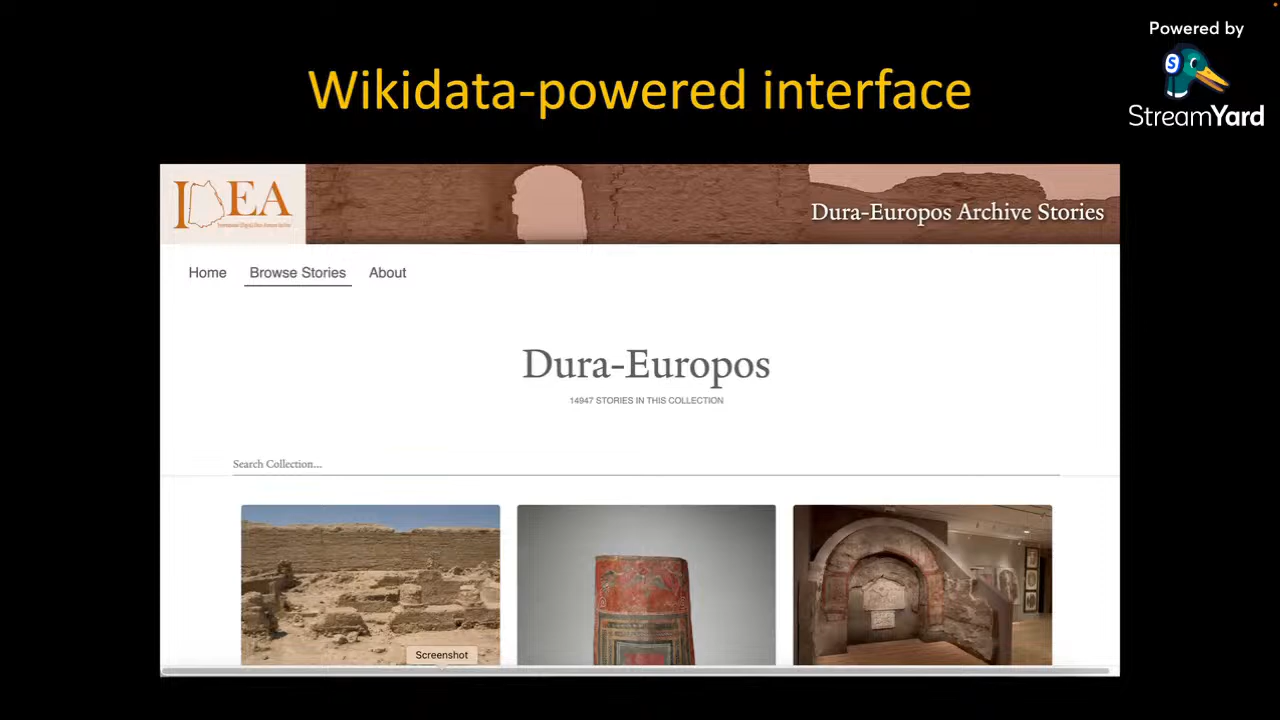 Powered by
StreamYard
Wikidata-powered interface
IDEA
Dura-Europos Archive Stories
Home Browse Stories About
Dura-Europos
14947 STORIES IN THIS COLLECTION
Search Collection...
Screenshot